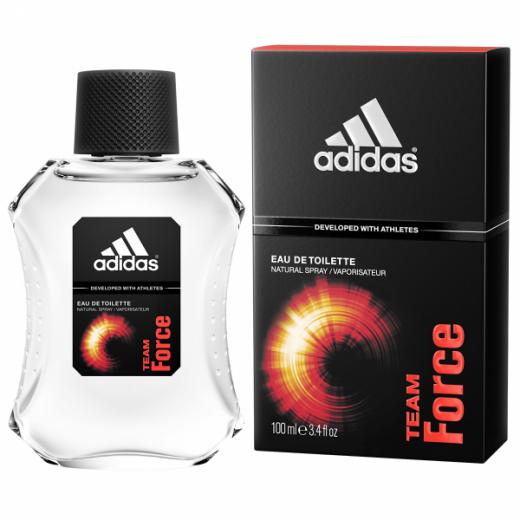 adidas
DEVELOPED WITH ATHLETES
EAU DE TOILETTE
NATURAL SPRAY / VAPORISATEUR
TEAM
Force
adidas
DEVELOPED WITH ATHLETES
EAU DE TOILETTE
NATURAL SPRAY / VAPORISATEUR
TEAM
Force
100 ml e 3.4 fl oz